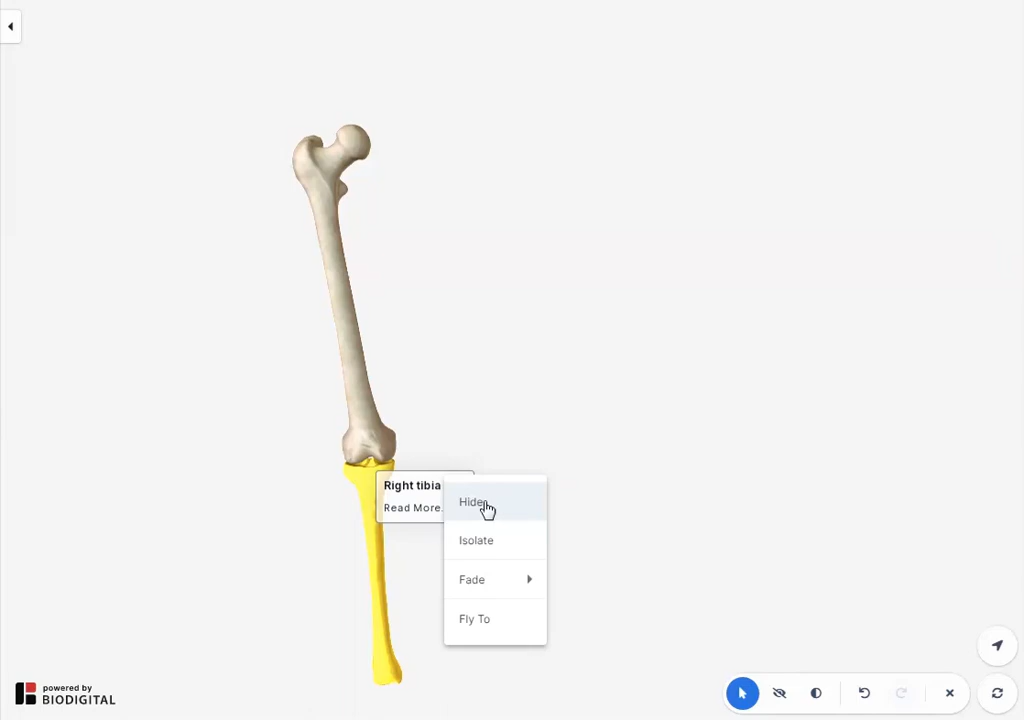 Right tibia
Read More.
Hide
Isolate
Fade
Fly To
powered by
BIODIGITAL